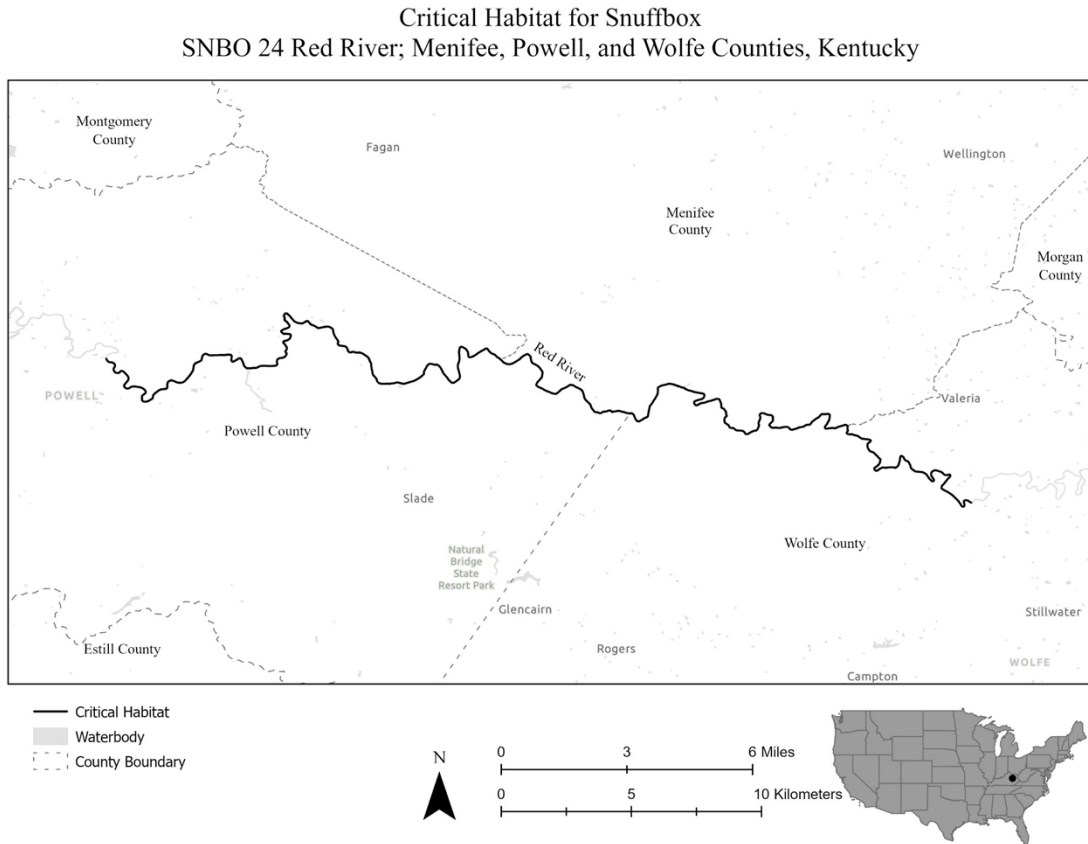 Critical Habitat for Snuffbox
SNBO 24 Red River; Menifee, Powell, and Wolfe Counties, Kentucky
Montgomery
County
Fagan
Wellington
Menifee
County
Morgan
County
Red River
POWELL
Valeria
Powell County
Slade
Wolfe County
Natural
Bridge
State
Resort Park
Glencairn
Stillwater
Estill County
Rogers
WOLFE
Campton
Critical Habitat
Waterbody
County Boundary
N
0 3 6 Miles
0 5 10 Kilometers